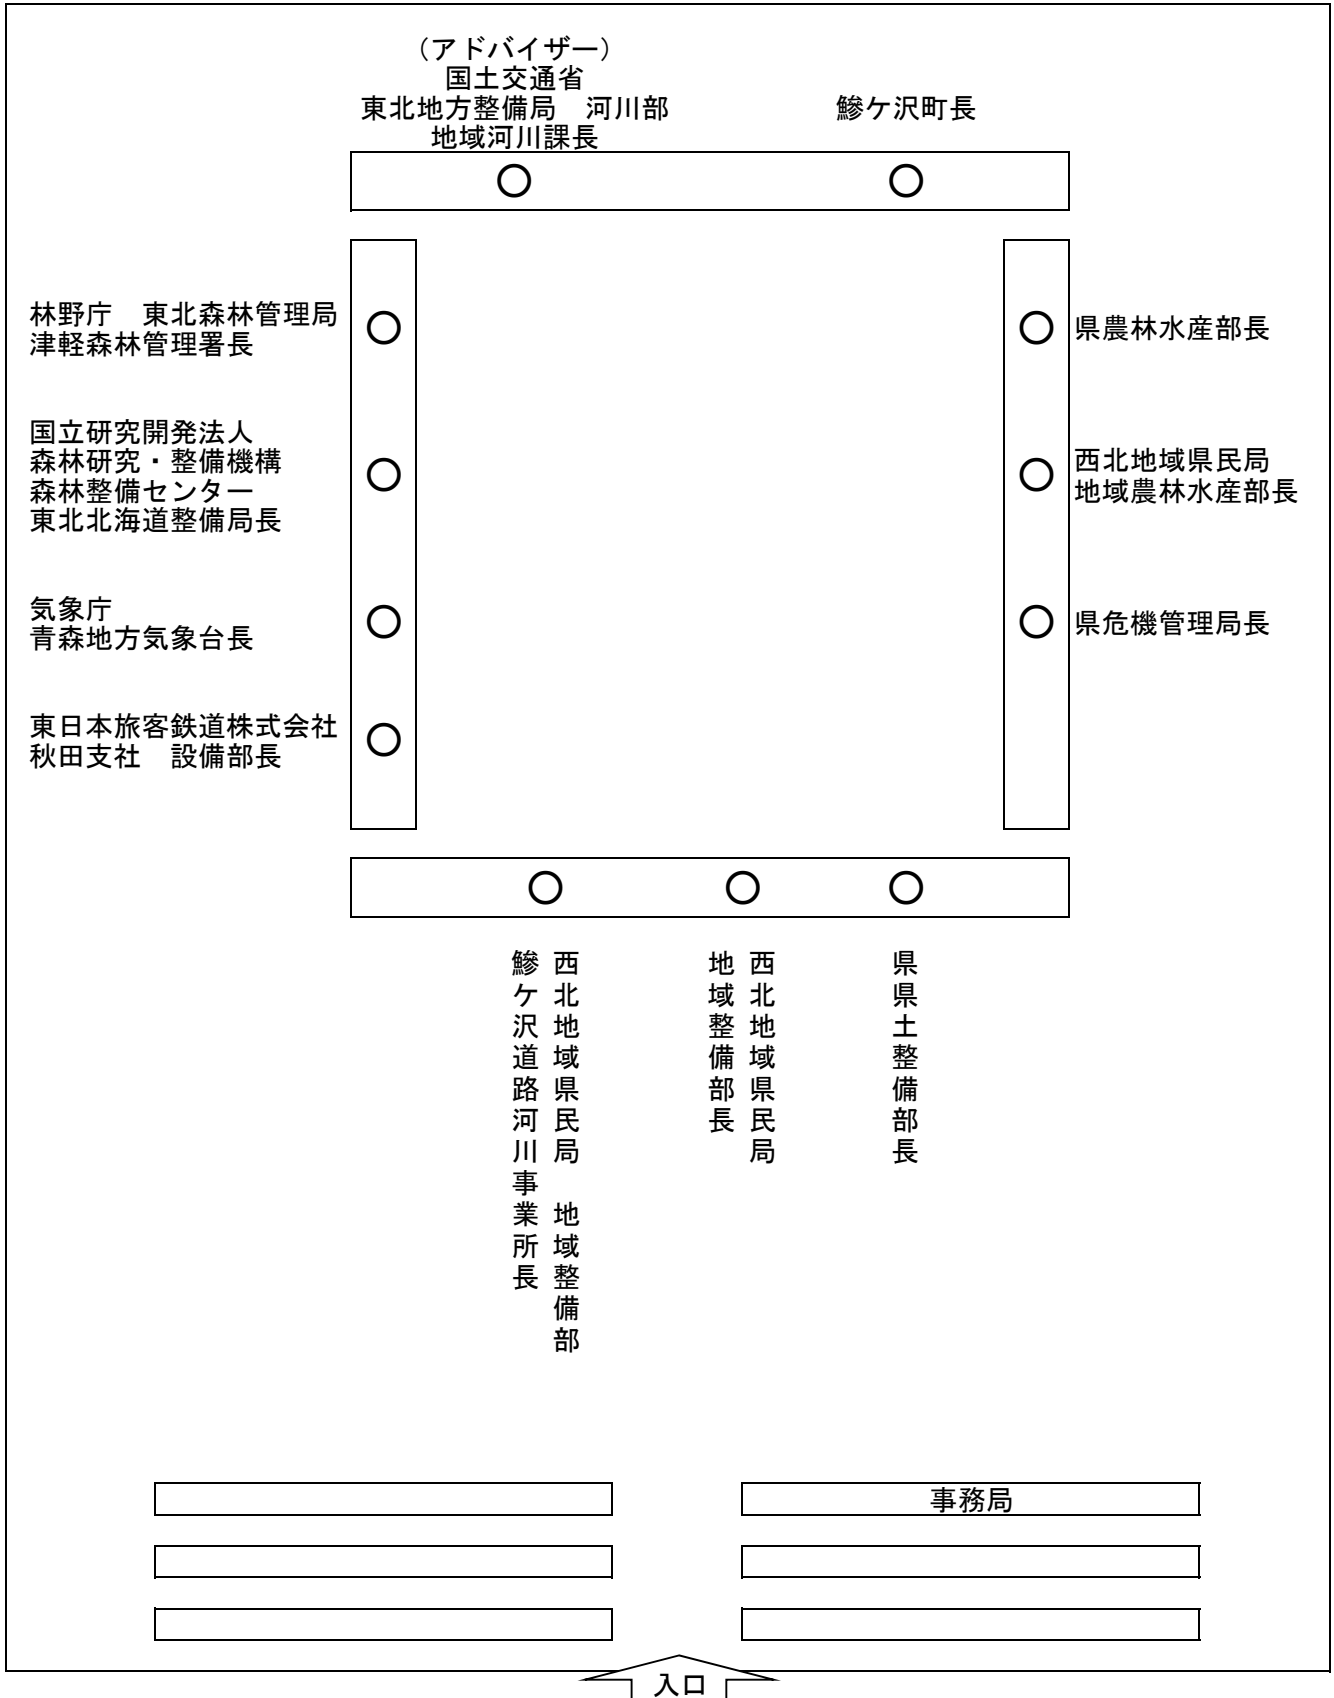 （アドバイザー）
国土交通省
東北地方整備局　河川部
地域河川課長
鰺ケ沢町長
林野庁　東北森林管理局
津軽森林管理署長
国立研究開発法人
森林研究・整備機構
森林整備センター
東北北海道整備局長
気象庁
青森地方気象台長
東日本旅客鉄道株式会社
秋田支社　設備部長
県農林水産部長
西北地域県民局
地域農林水産部長
県危機管理局長
県県土整備部長
西北地域県民局
地域整備部長
西北地域県民局　地域整備部
鰺ケ沢道路河川事業所長
事務局
入口